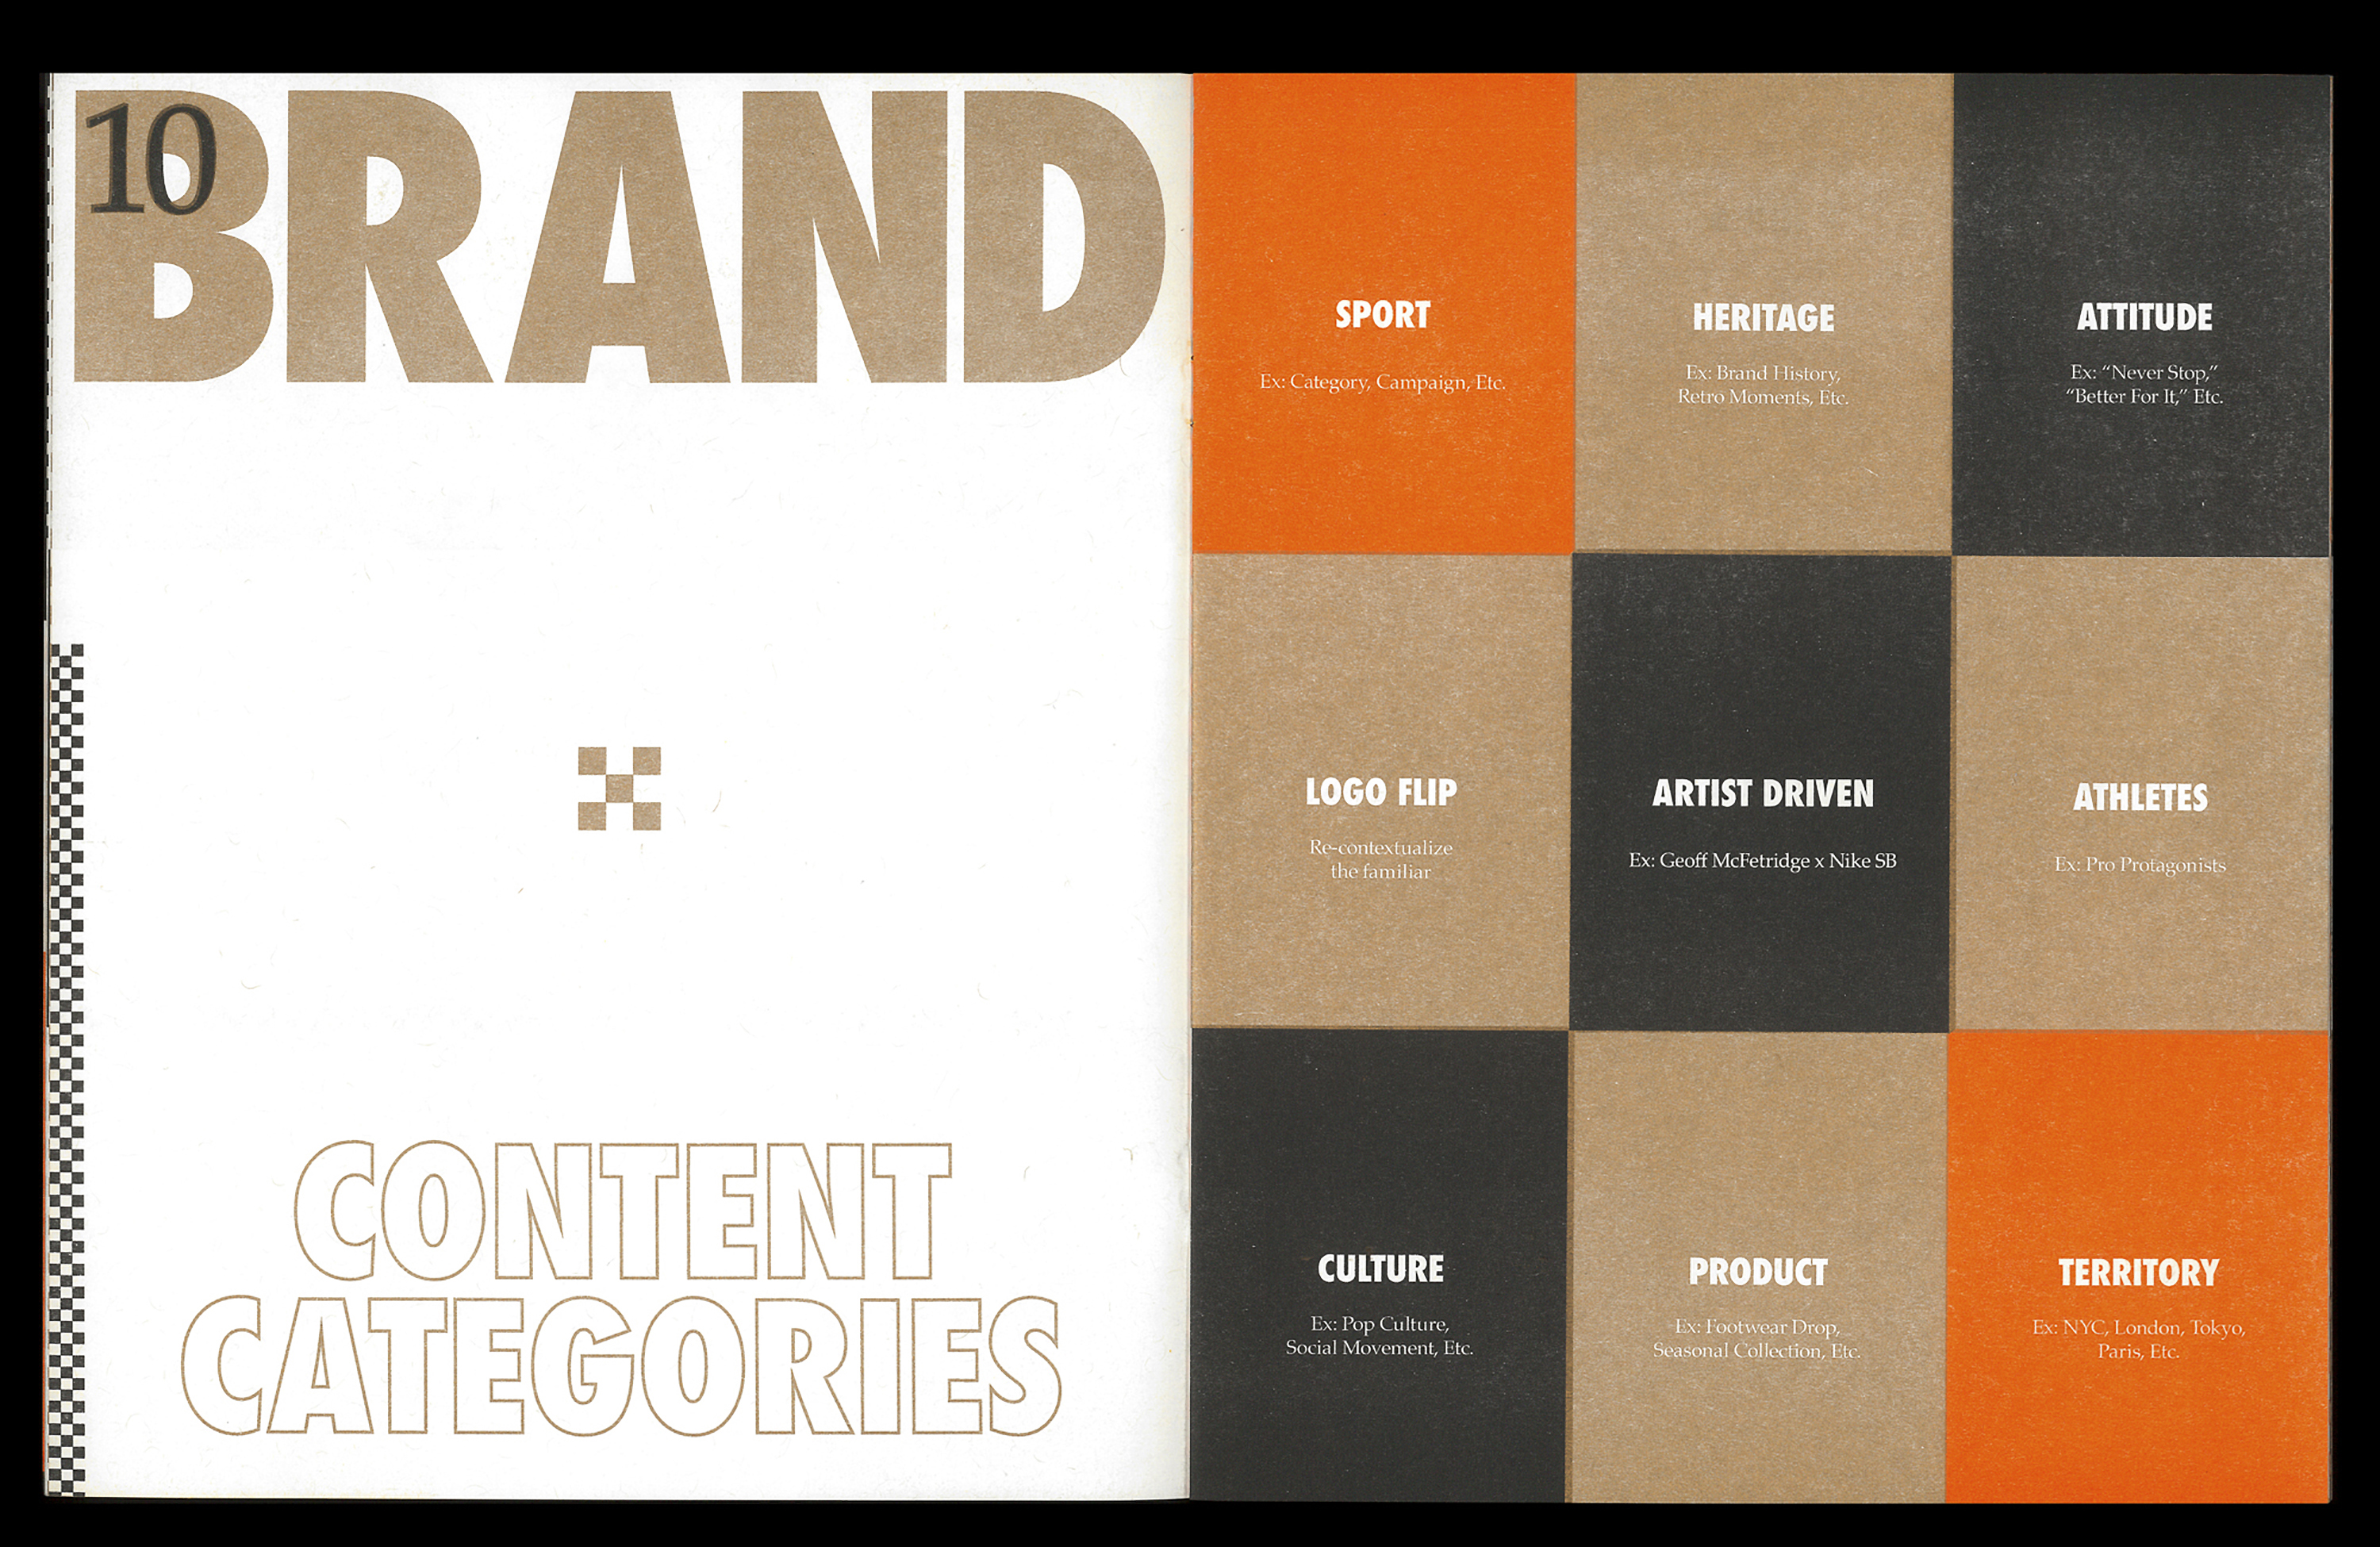 10
BRAND
CONTENT
CATEGORIES
SPORT
Ex: Category, Campaign, Etc.
HERITAGE
Ex: Brand History,
Retro Moments, Etc.
ATTITUDE
Ex: “Never Stop,”
“Better For It,” Etc.
LOGO FLIP
Re-contextualize
the familiar
ARTIST DRIVEN
Ex: Geoff McFetridge x Nike SB
ATHLETES
Ex: Pro Protagonists
CULTURE
Ex: Pop Culture,
Social Movement, Etc.
PRODUCT
Ex: Footwear Drop,
Seasonal Collection, Etc.
TERRITORY
Ex: NYC, London, Tokyo,
Paris, Etc.